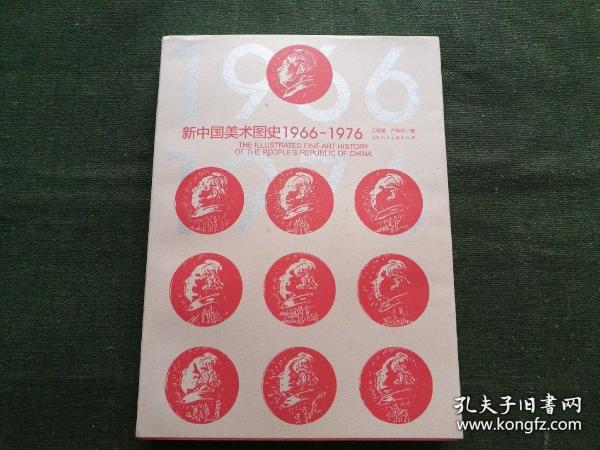 1966
新中国美术图史1966-1976
THE ILLUSTRATED FINE ART HISTORY
OF THE PEOPLE'S REPUBLIC OF CHINA
孔夫子旧书网
www.kongfz.com